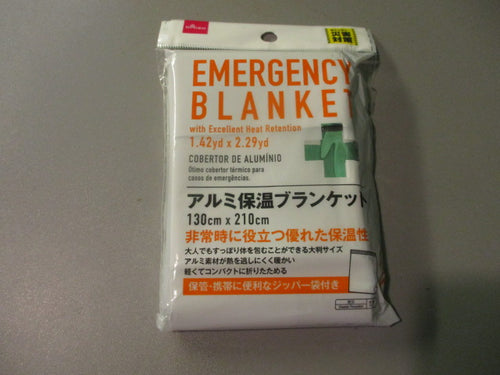 DAISO
災害
対策
EMERGENCY
BLANKET
with Excellent Heat Retention
1.42yd x 2.29yd
COBERTOR DE ALUMÍNIO
Ótimo cobertor térmico para
casos de emergências.
アルミ保温ブランケット
130cm x 210cm
非常時に役立つ優れた保温性
大人でもすっぽり体を包むことができる大判サイズ
アルミ素材が熱を逃しにくく暖かい
軽くてコンパクトに折りたためる
保管・携帯に便利なジッパー袋付き